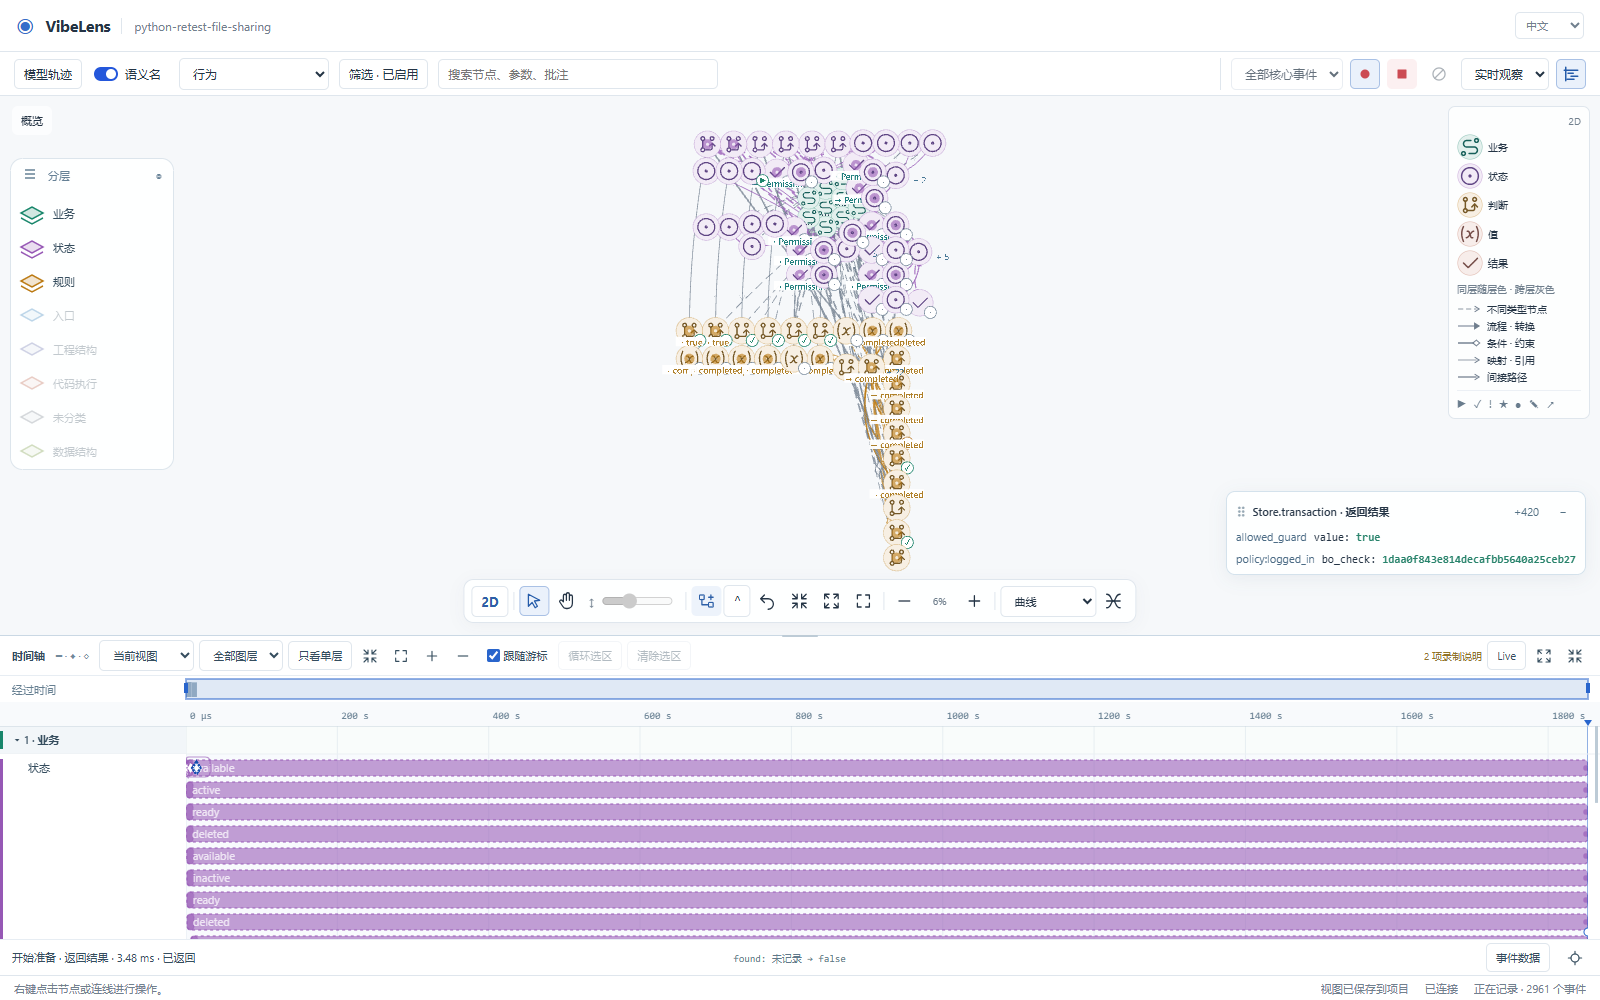 VibeLens python-retest-file-sharing 中文
模型轨迹 语义名 行为 筛选 · 已启用 搜索节点、参数、批注 全部核心事件 实时观察
概览
2D
分层
业务
状态
规则
入口
工程结构
代码执行
未分类
数据结构
业务
状态
判断
(x) 值
结果
同层随层色 · 跨层灰色
不同类型节点
流程 · 转换
条件 · 约束
映射 · 引用
间接路径
+ 5
· true · true
completed
→ completed
completed
completed
completed
· completed
Store.transaction · 返回结果 +420 −
allowed_guard value: true
policy:logged_in bo_check: 1daa0f843e814decafbb5640a25ceb27
2D 6% 曲线
时间轴 当前视图 全部图层 只看单层 跟随游标 循环选区 清除选区 2 项录制说明 Live
经过时间
0 μs 200 s 400 s 600 s 800 s 1000 s 1200 s 1400 s 1600 s 1800 s
1 · 业务
状态
active
ready
deleted
available
inactive
ready
deleted
开始准备 · 返回结果 · 3.48 ms · 已返回 found: 未记录 → false 事件数据
右键点击节点或连线进行操作。 视图已保存到项目 已连接 正在记录 · 2961 个事件